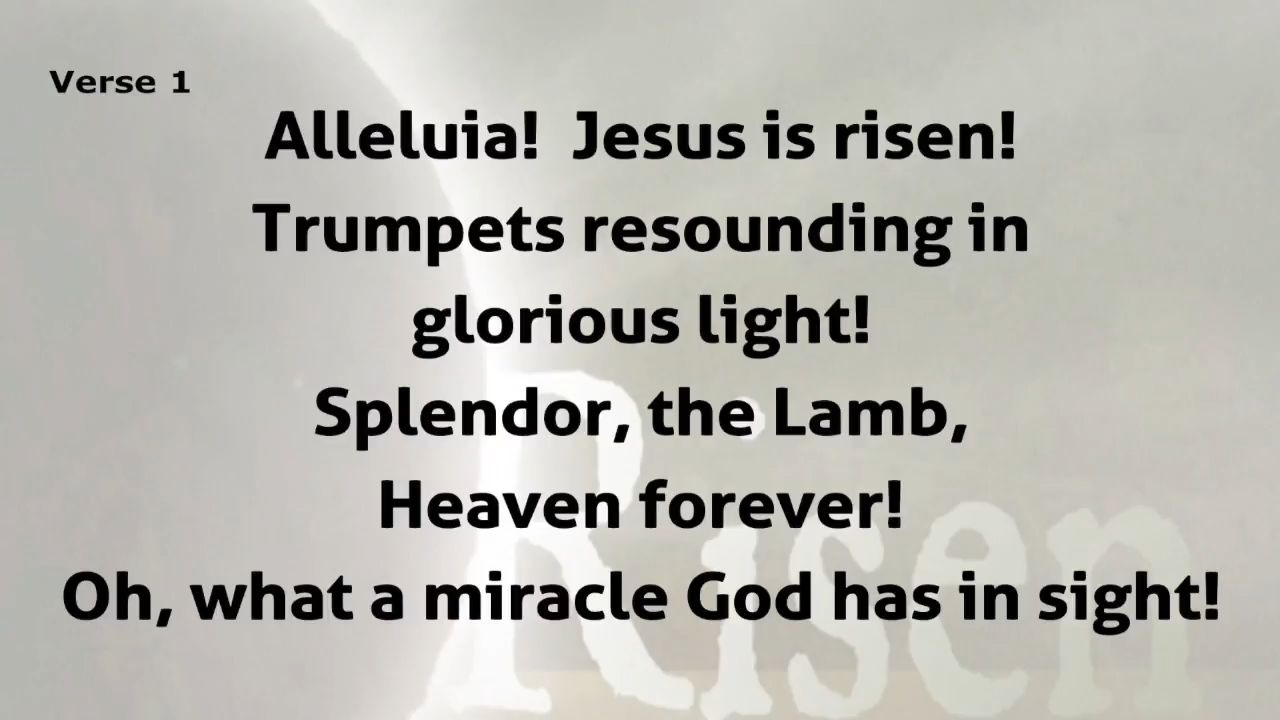 Verse 1
Alleluia!  Jesus is risen!
Trumpets resounding in
glorious light!
Splendor, the Lamb,
Heaven forever!
Oh, what a miracle God has in sight!
Risen